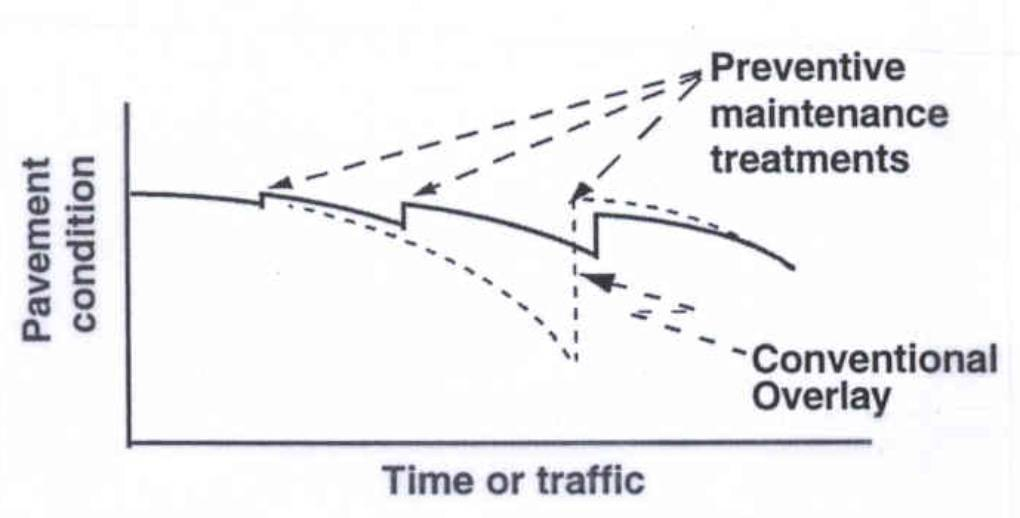 Preventive
maintenance
treatments
Pavement
condition
Conventional
Overlay
Time or traffic